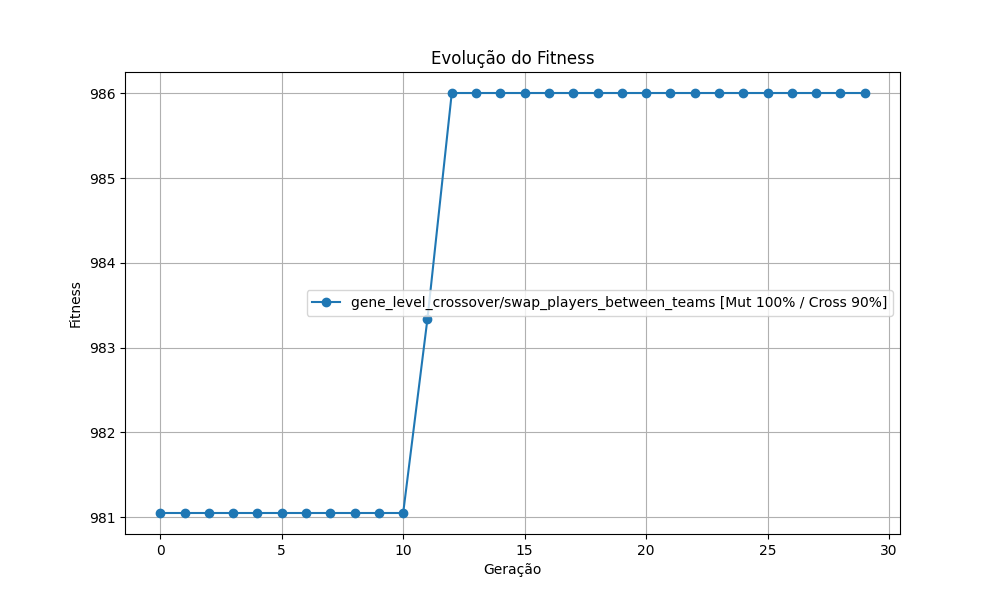 Evolução do Fitness
986
985
984
983
982
981
Fitness
gene_level_crossover/swap_players_between_teams [Mut 100% / Cross 90%]
0 5 10 15 20 25 30
Geração